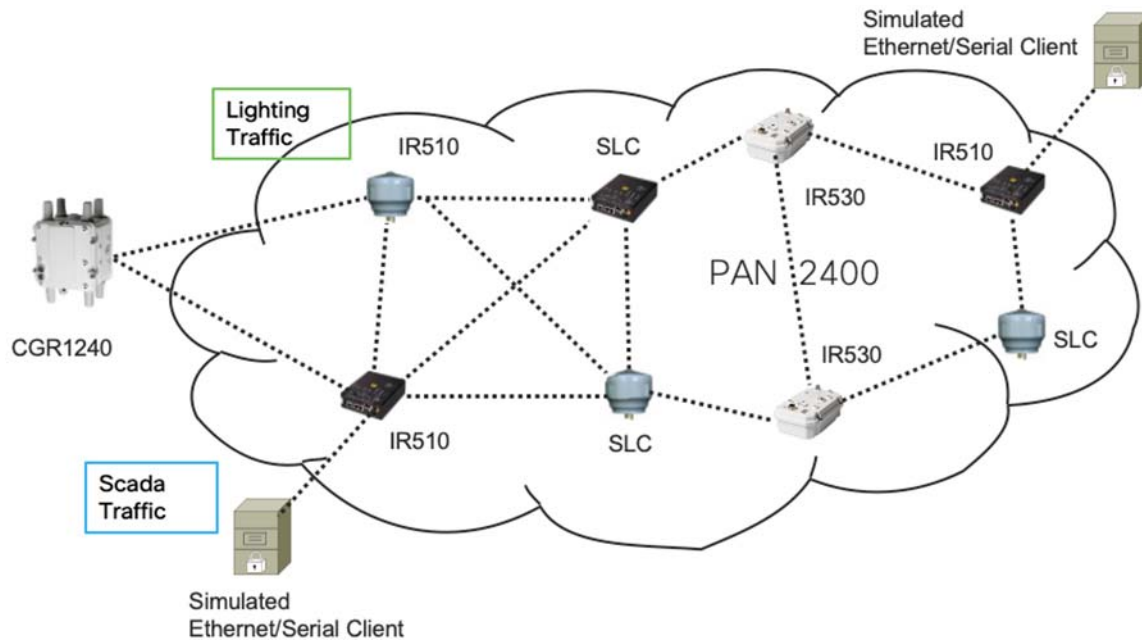 Simulated
Ethernet/Serial Client
Lighting
Traffic
IR510
SLC
IR510
IR530
PAN 2400
CGR1240
IR530
SLC
IR510
SLC
Scada
Traffic
Simulated
Ethernet/Serial Client